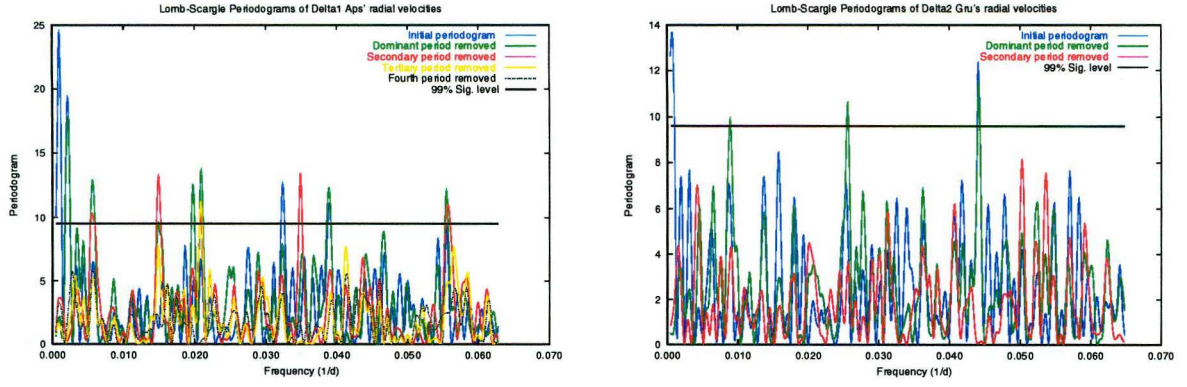 Lomb-Scargle Periodograms of Delta1 Aps' radial velocities
Initial periodogram
Dominant period removed
Secondary period removed
Tertiary period removed
Fourth period removed
99% Sig. level
25
20
15
10
5
0
Periodogram
0.000 0.010 0.020 0.030 0.040 0.050 0.060 0.070
Frequency (1/d)
Lomb-Scargle Periodograms of Delta2 Gru's radial velocities
Initial periodogram
Dominant period removed
Secondary period removed
99% Sig. level
14
12
10
8
6
4
2
0
Periodogram
0.000 0.010 0.020 0.030 0.040 0.050 0.060 0.070
Frequency (1/d)